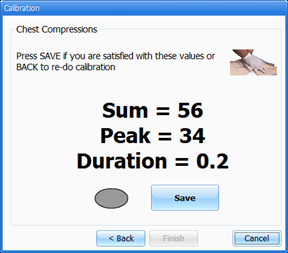 Calibration
Chest Compressions
Press SAVE if you are satisfied with these values or
BACK to re-do calibration
Sum = 56
Peak = 34
Duration = 0.2
Save
< Back
Finish
Cancel